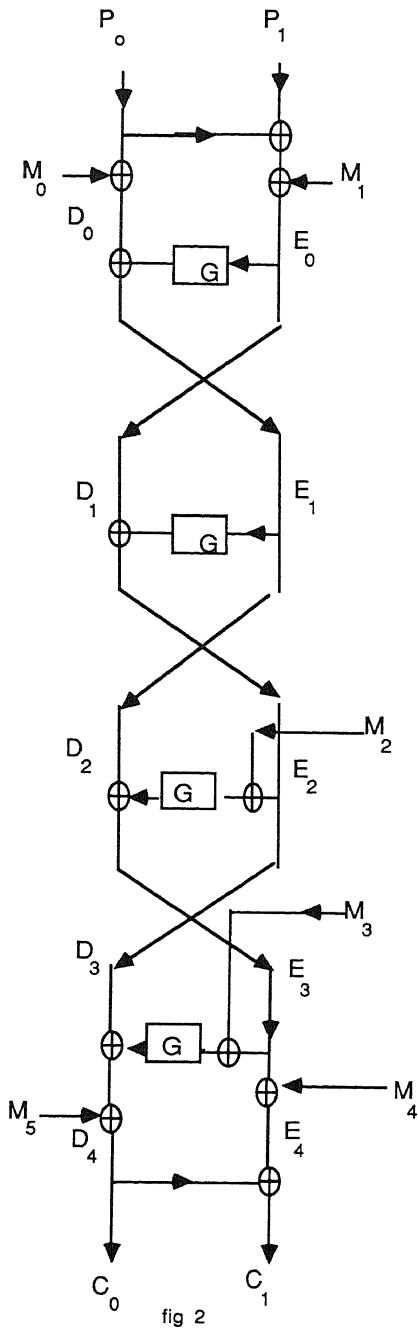 P₀ P₁
M₀ M₁
D₀ E₀
G
D₁ E₁
G
M₂
D₂ E₂
G
M₃
D₃ E₃
G
M₅ M₄
D₄ E₄
C₀ C₁
fig 2